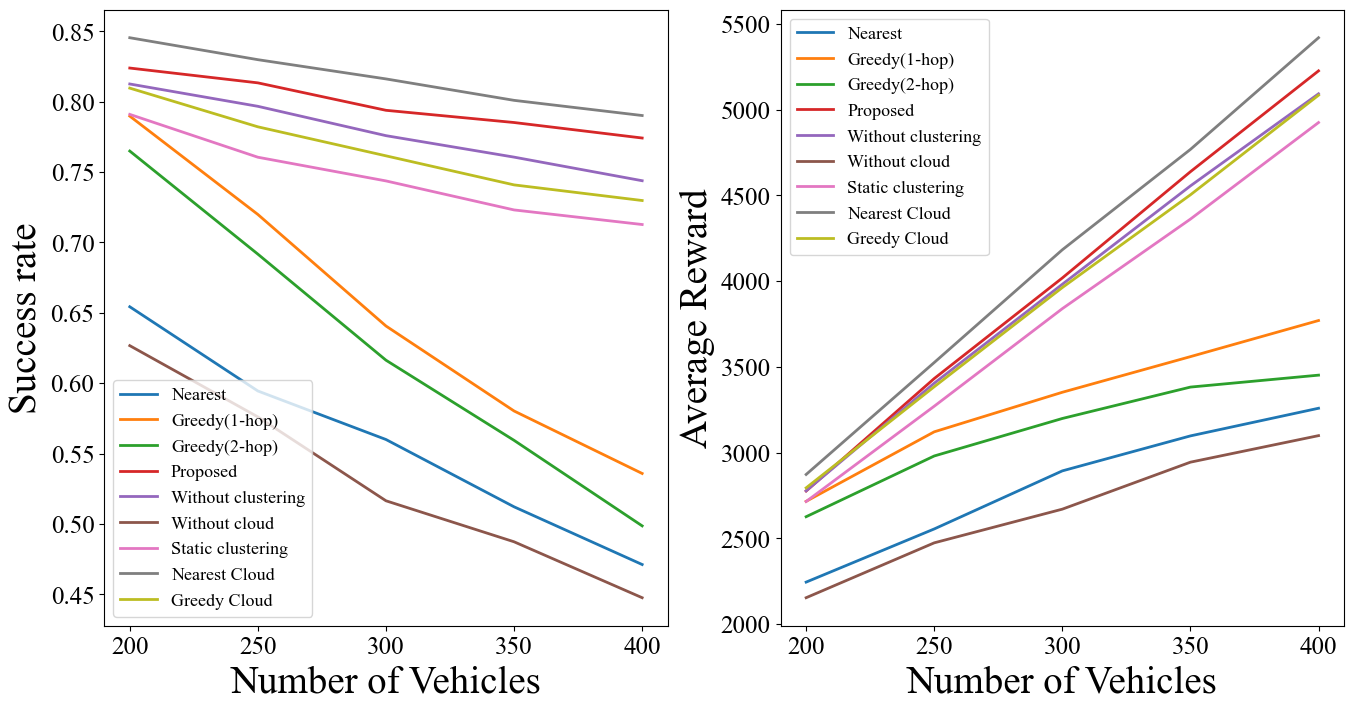 0.85
0.80
0.75
0.70
0.65
0.60
0.55
0.50
0.45
Success rate
Nearest
Greedy(1-hop)
Greedy(2-hop)
Proposed
Without clustering
Without cloud
Static clustering
Nearest Cloud
Greedy Cloud
200 250 300 350 400
Number of Vehicles
5500
5000
4500
4000
3500
3000
2500
2000
Average Reward
Nearest
Greedy(1-hop)
Greedy(2-hop)
Proposed
Without clustering
Without cloud
Static clustering
Nearest Cloud
Greedy Cloud
200 250 300 350 400
Number of Vehicles